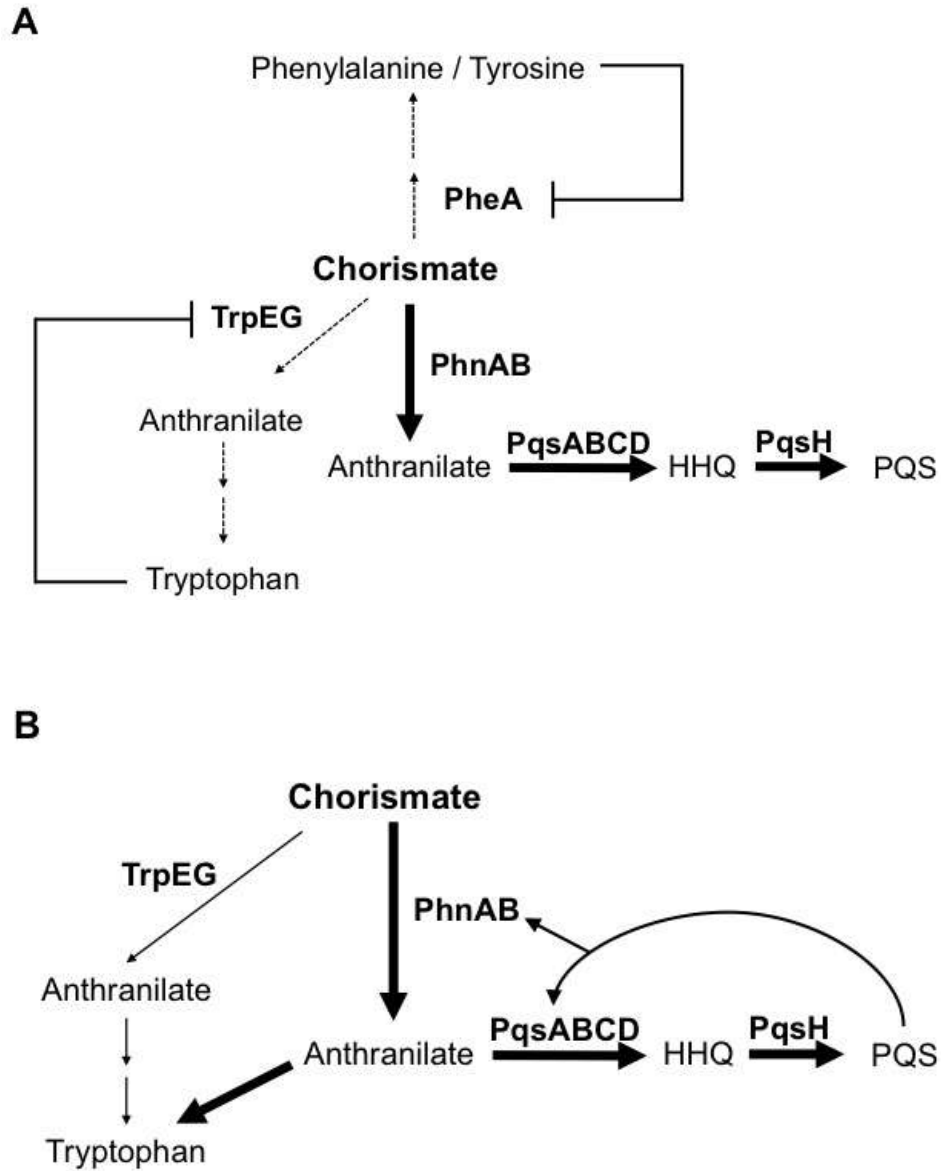 A
Phenylalanine / Tyrosine
PheA
Chorismate
TrpEG
PhnAB
Anthranilate
PqsABCD
PqsH
Anthranilate
HHQ
PQS
Tryptophan
B
Chorismate
TrpEG
PhnAB
Anthranilate
PqsABCD
PqsH
Anthranilate
HHQ
PQS
Tryptophan